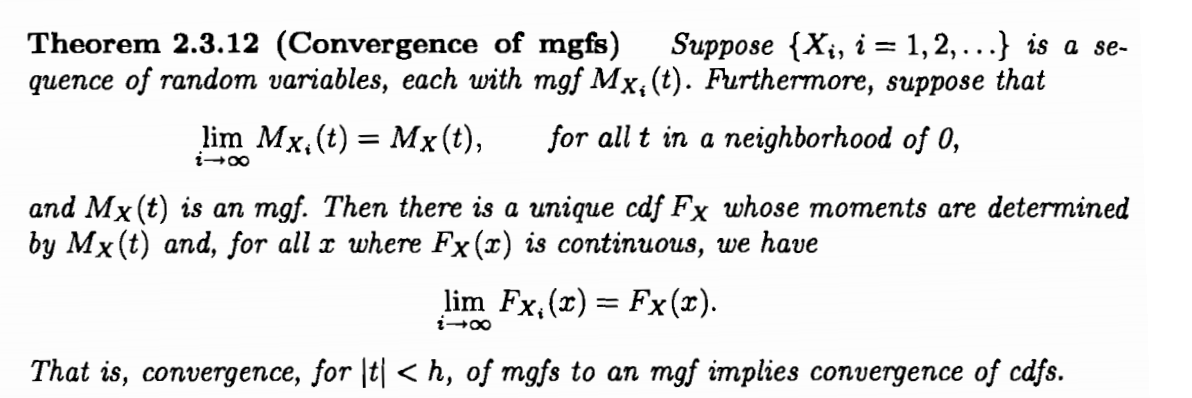 Theorem 2.3.12 (Convergence of mgfs) Suppose {X_i, i = 1, 2, ...} is a se-
quence of random variables, each with mgf M_{X_i}(t). Furthermore, suppose that
lim_{i→∞} M_{X_i}(t) = M_X(t), for all t in a neighborhood of 0,
and M_X(t) is an mgf. Then there is a unique cdf F_X whose moments are determined
by M_X(t) and, for all x where F_X(x) is continuous, we have
lim_{i→∞} F_{X_i}(x) = F_X(x).
That is, convergence, for |t| < h, of mgfs to an mgf implies convergence of cdfs.